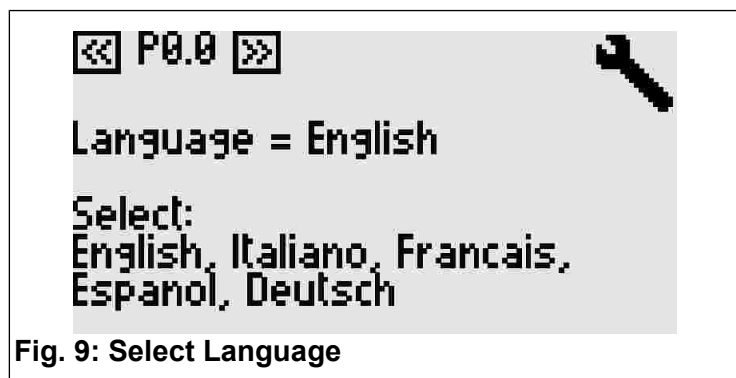 ≪ P0.0 ≫
Language = English
Select:
English, Italiano, Francais,
Espanol, Deutsch
Fig. 9: Select Language